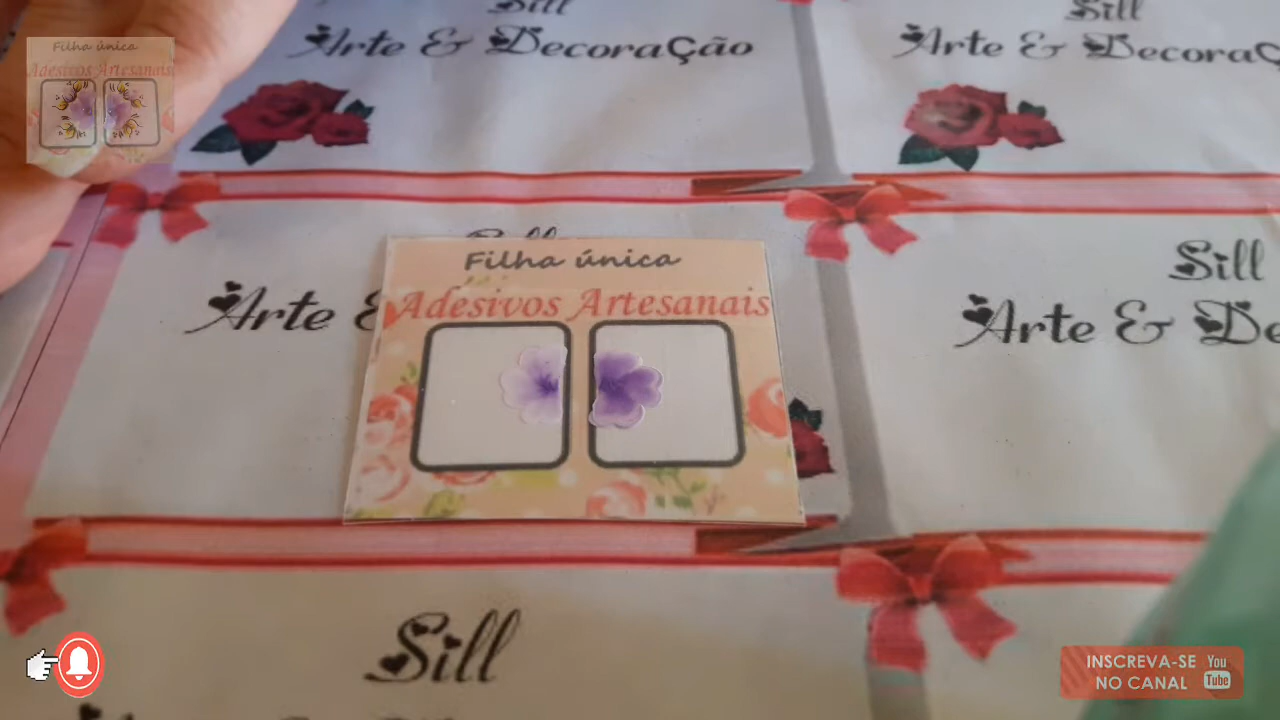 Sill
Arte & DecoraÇão
Sill
Arte & Decora
Filha única
Adesivos Artesanais
Arte &
Filha única
Adesivos Artesanais
Sill
Arte & De
Sill
INSCREVA-SE
NO CANAL
You
Tube